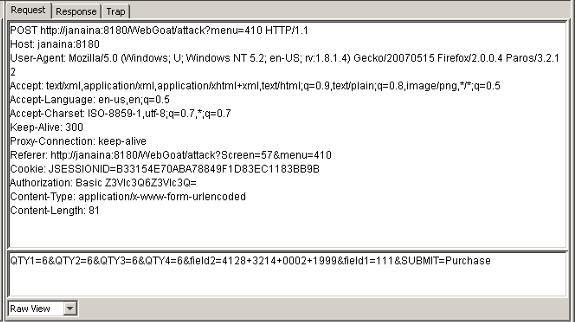 Request Response Trap
POST http://janaina:8180/WebGoat/attack?menu=410 HTTP/1.1
Host: janaina:8180
User-Agent: Mozilla/5.0 (Windows; U; Windows NT 5.2; en-US; rv:1.8.1.4) Gecko/20070515 Firefox/2.0.0.4 Paros/3.2.1
2
Accept: text/xml,application/xml,application/xhtml+xml,text/html;q=0.9,text/plain;q=0.8,image/png,*/*;q=0.5
Accept-Language: en-us,en;q=0.5
Accept-Charset: ISO-8859-1,utf-8;q=0.7,*;q=0.7
Keep-Alive: 300
Proxy-Connection: keep-alive
Referer: http://janaina:8180/WebGoat/attack?Screen=57&menu=410
Cookie: JSESSIONID=B33154E70ABA78849F1D83EC1183BB9B
Authorization: Basic Z3Vlc3Q6Z3Vlc3Q=
Content-Type: application/x-www-form-urlencoded
Content-Length: 81
QTY1=6&QTY2=6&QTY3=6&QTY4=6&field2=4128+3214+0002+1999&field1=111&SUBMIT=Purchase
Raw View